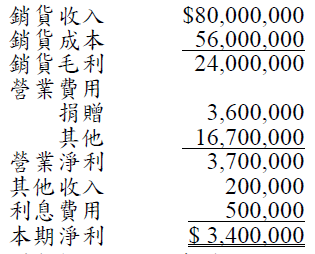 銷貨收入 $80,000,000
銷貨成本 56,000,000
銷貨毛利 24,000,000
營業費用
捐贈 3,600,000
其他 16,700,000
營業淨利 3,700,000
其他收入 200,000
利息費用 500,000
本期淨利 $ 3,400,000